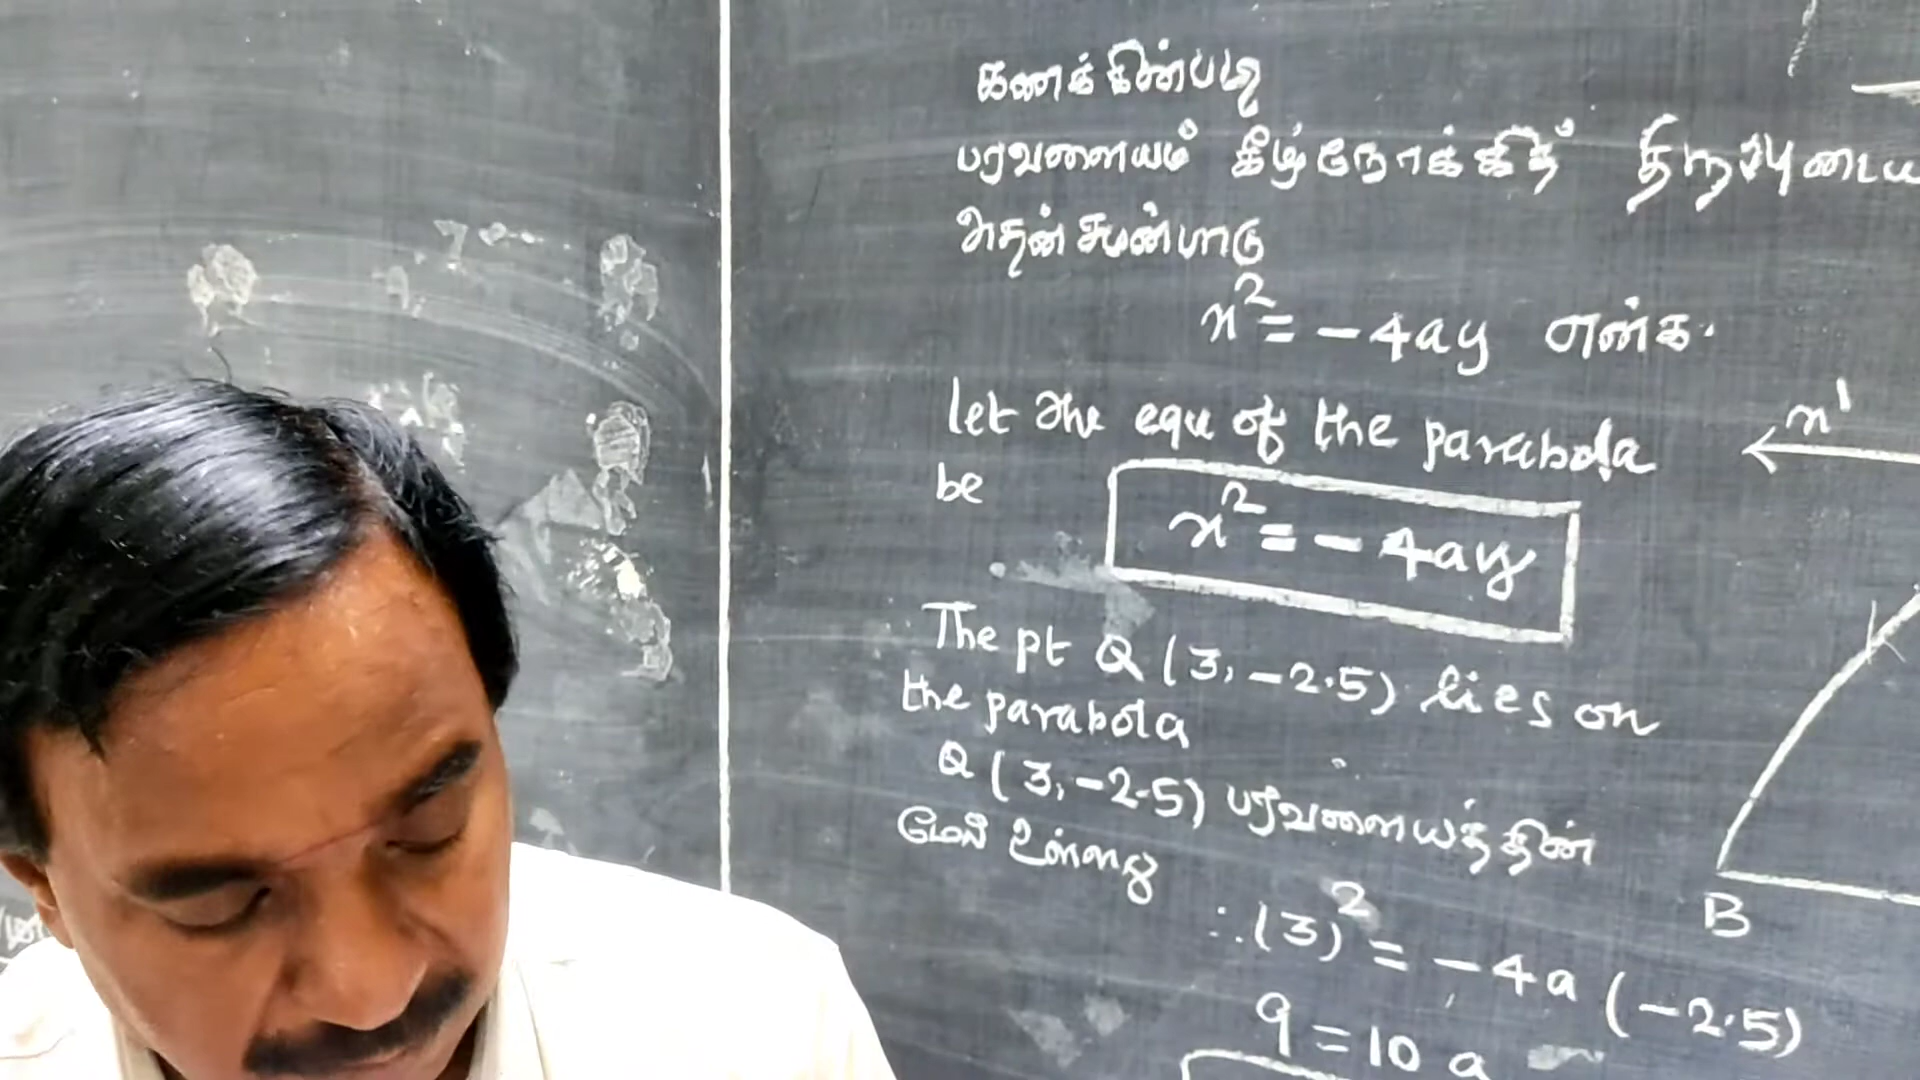 கணக்கின்படி
பரவளையம் கீழ்நோக்கித் திறப்புடைய
அதன் சமன்பாடு
x² = -4ay என்க.
let the equ of the parabola
be
x² = -4ay
The pt Q (3, -2.5) lies on
the parabola
Q (3, -2.5) பரவளையத்தின்
மேல் உள்ளது
∴ (3)² = -4a (-2.5)
9 = 10 a
x'
B